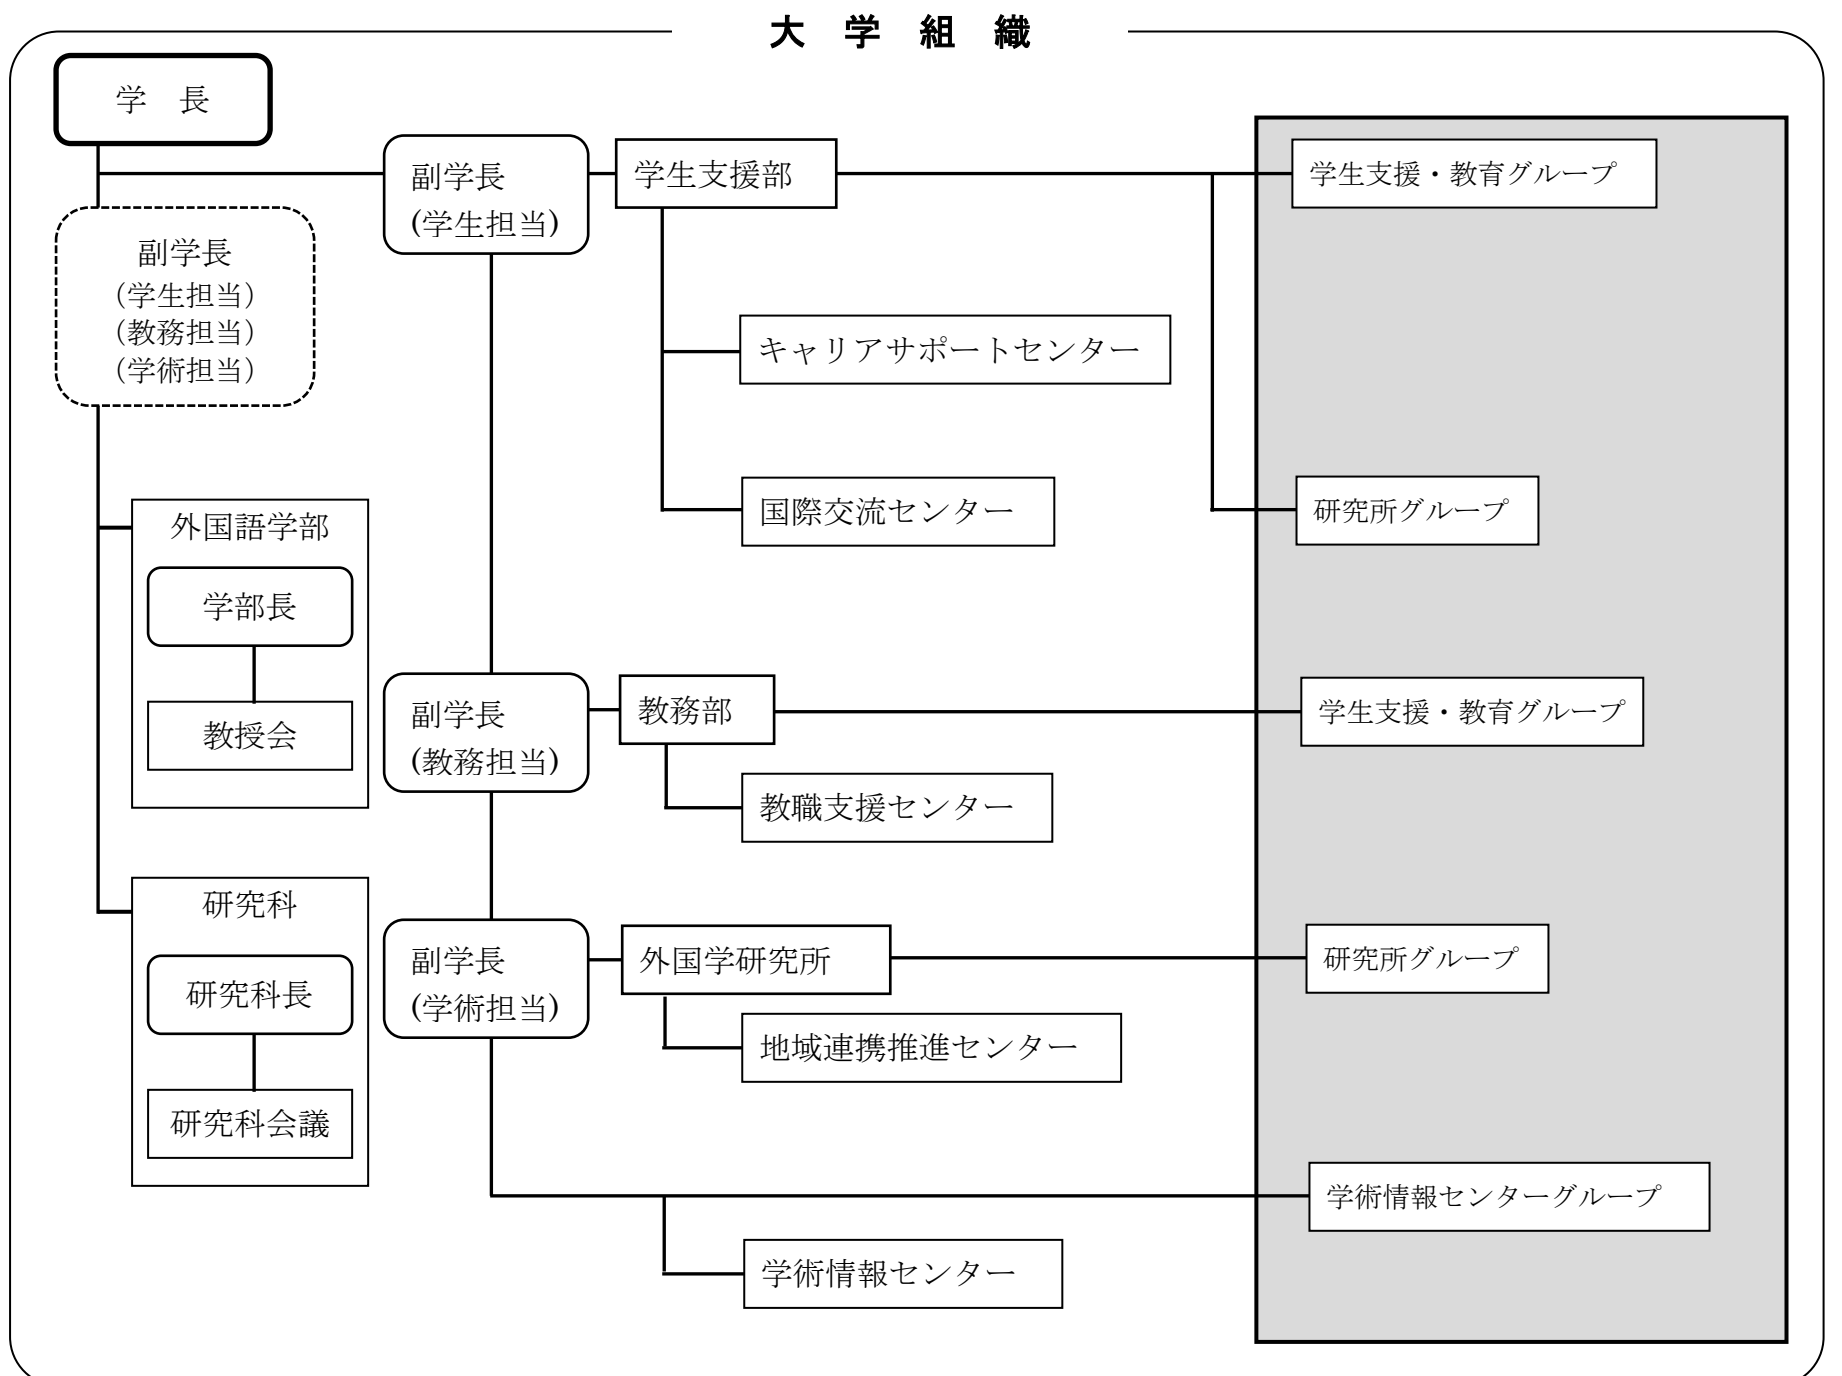 大 学 組 織
学 長
副学長
(学生担当)
学生支援部
学生支援・教育グループ
副学長
（学生担当）
（教務担当）
（学術担当）
キャリアサポートセンター
国際交流センター
研究所グループ
外国語学部
学部長
教授会
副学長
(教務担当)
教務部
学生支援・教育グループ
教職支援センター
研究科
研究科長
研究科会議
副学長
(学術担当)
外国学研究所
研究所グループ
地域連携推進センター
学術情報センターグループ
学術情報センター